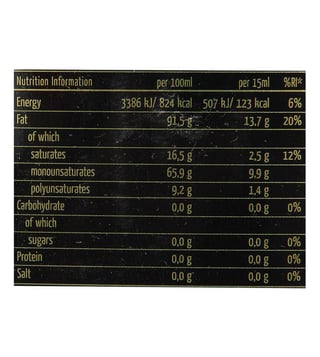 Nutrition Information per 100ml per 15ml %RI*
Energy 3386 kJ/ 824 kcal 507 kJ/ 123 kcal 6%
Fat 91,5 g 13,7 g 20%
of which
saturates 16,5 g 2,5 g 12%
monounsaturates 65,9 g 9,9 g
polyunsaturates 9,2 g 1,4 g
Carbohydrate 0,0 g 0,0 g 0%
of which
sugars 0,0 g 0,0 g 0%
Protein 0,0 g 0,0 g 0%
Salt 0,0 g 0,0 g 0%